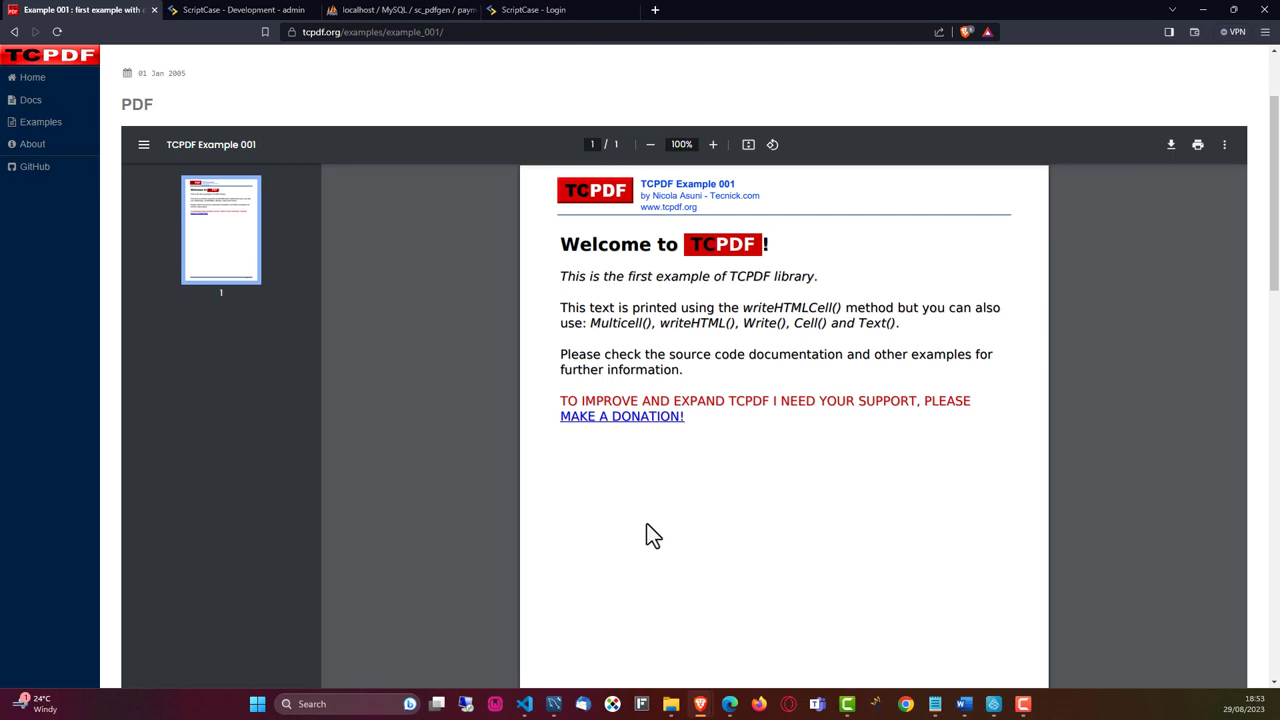 Example 001 : first example with e
ScriptCase - Development - admin
localhost / MySQL / sc_pdfgen / paym
ScriptCase - Login
tcpdf.org/examples/example_001/
VPN
TCPDF
Home
Docs
Examples
About
GitHub
01 Jan 2005
PDF
TCPDF Example 001
1 / 1
100%
1
TCPDF
TCPDF Example 001
by Nicola Asuni - Tecnick.com
www.tcpdf.org
Welcome to TCPDF !
This is the first example of TCPDF library.
This text is printed using the writeHTMLCell() method but you can also
use: Multicell(), writeHTML(), Write(), Cell() and Text().
Please check the source code documentation and other examples for
further information.
TO IMPROVE AND EXPAND TCPDF I NEED YOUR SUPPORT, PLEASE
MAKE A DONATION!
1
24°C
Windy
Search
18:53
29/08/2023